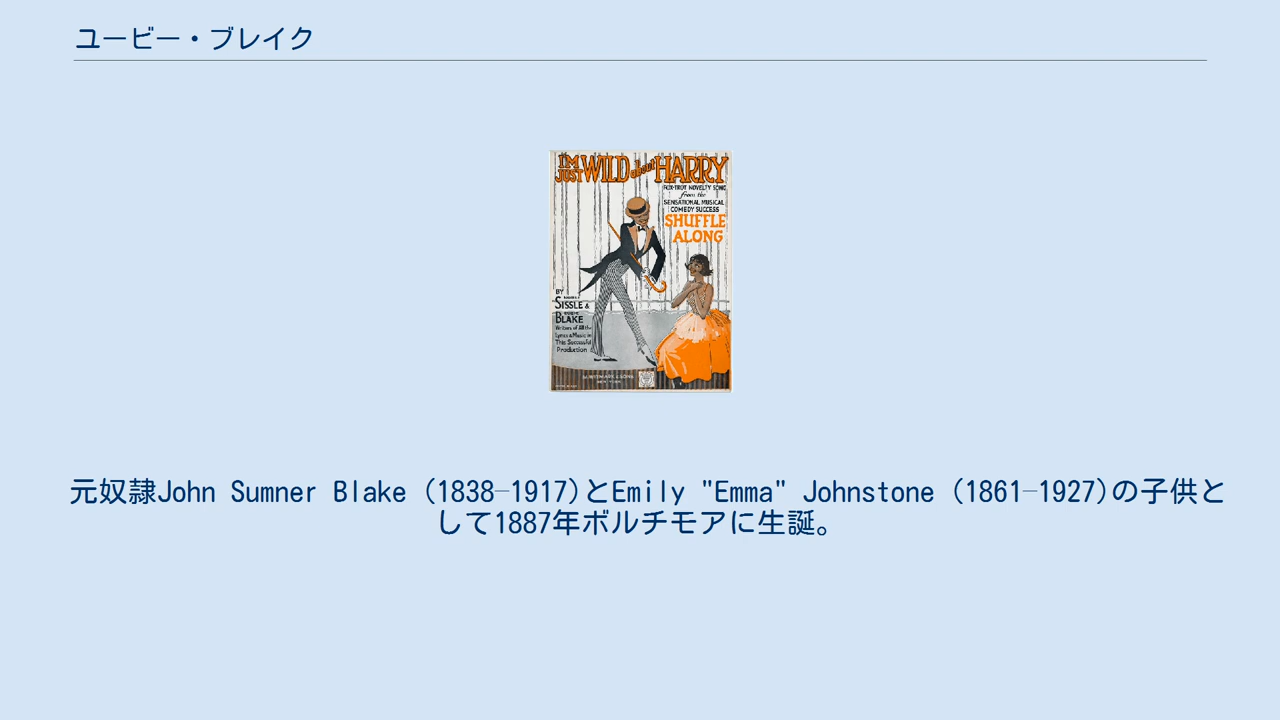 ユービー・ブレイク
I'M
JUST WILD about HARRY
FOX-TROT NOVELTY SONG
from the
SENSATIONAL MUSICAL
COMEDY SUCCESS
SHUFFLE
ALONG
BY
SISSLE &
BLAKE
Writers of All the
Lyrics & Music in
This Successful
Production
元奴隷John Sumner Blake (1838–1917)とEmily "Emma" Johnstone (1861–1927)の子供と
して1887年ボルチモアに生誕。